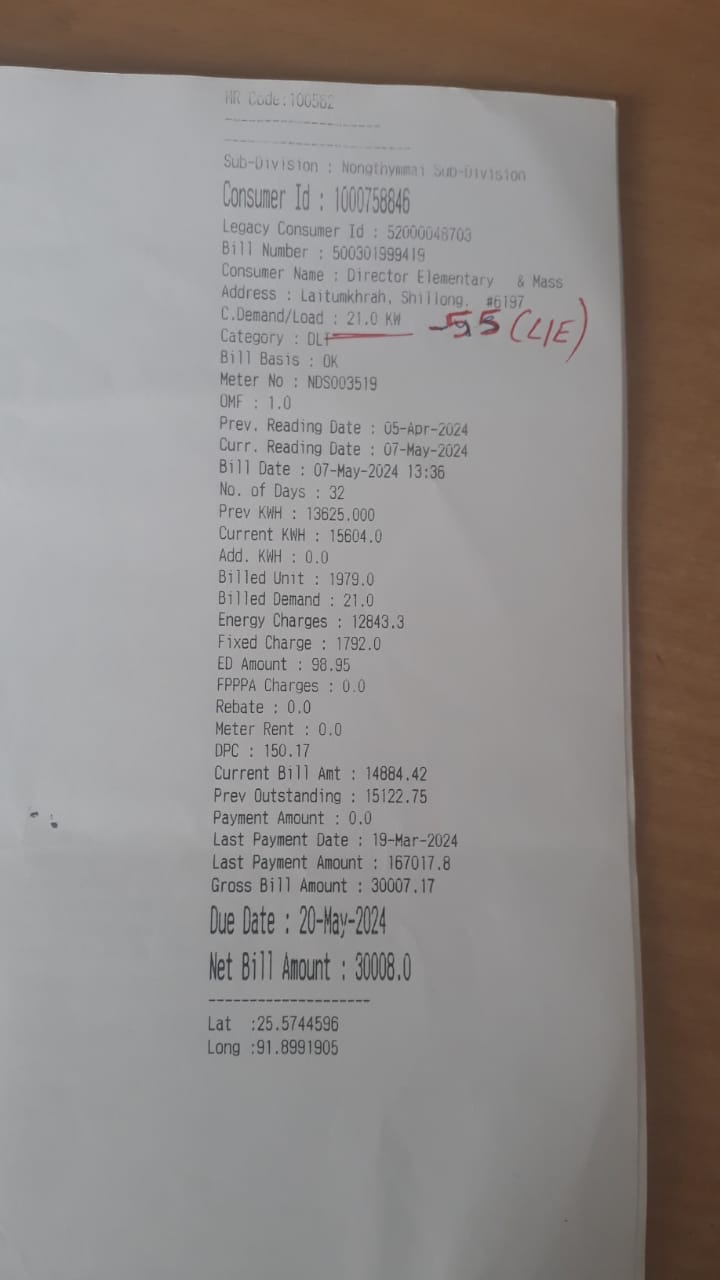 MR Code:100562
--------------------
------------------------
Sub-Division : Nongthymmai Sub-Division
Consumer Id : 1000758846
Legacy Consumer Id : 52000048703
Bill Number : 500301999419
Consumer Name : Director Elementary & Mass
Address : Laitumkhrah, Shillong. #6197
C.Demand/Load : 21.0 KW
Category : DLT
Bill Basis : OK
Meter No : NDS003519
OMF : 1.0
Prev. Reading Date : 05-Apr-2024
Curr. Reading Date : 07-May-2024
Bill Date : 07-May-2024 13:36
No. of Days : 32
Prev KWH : 13625.000
Current KWH : 15604.0
Add. KWH : 0.0
Billed Unit : 1979.0
Billed Demand : 21.0
Energy Charges : 12843.3
Fixed Charge : 1792.0
ED Amount : 98.95
FPPPA Charges : 0.0
Rebate : 0.0
Meter Rent : 0.0
DPC : 150.17
Current Bill Amt : 14884.42
Prev Outstanding : 15122.75
Payment Amount : 0.0
Last Payment Date : 19-Mar-2024
Last Payment Amount : 167017.8
Gross Bill Amount : 30007.17
Due Date : 20-May-2024
Net Bill Amount : 30008.0
--------------------
Lat :25.5744596
Long :91.8991905